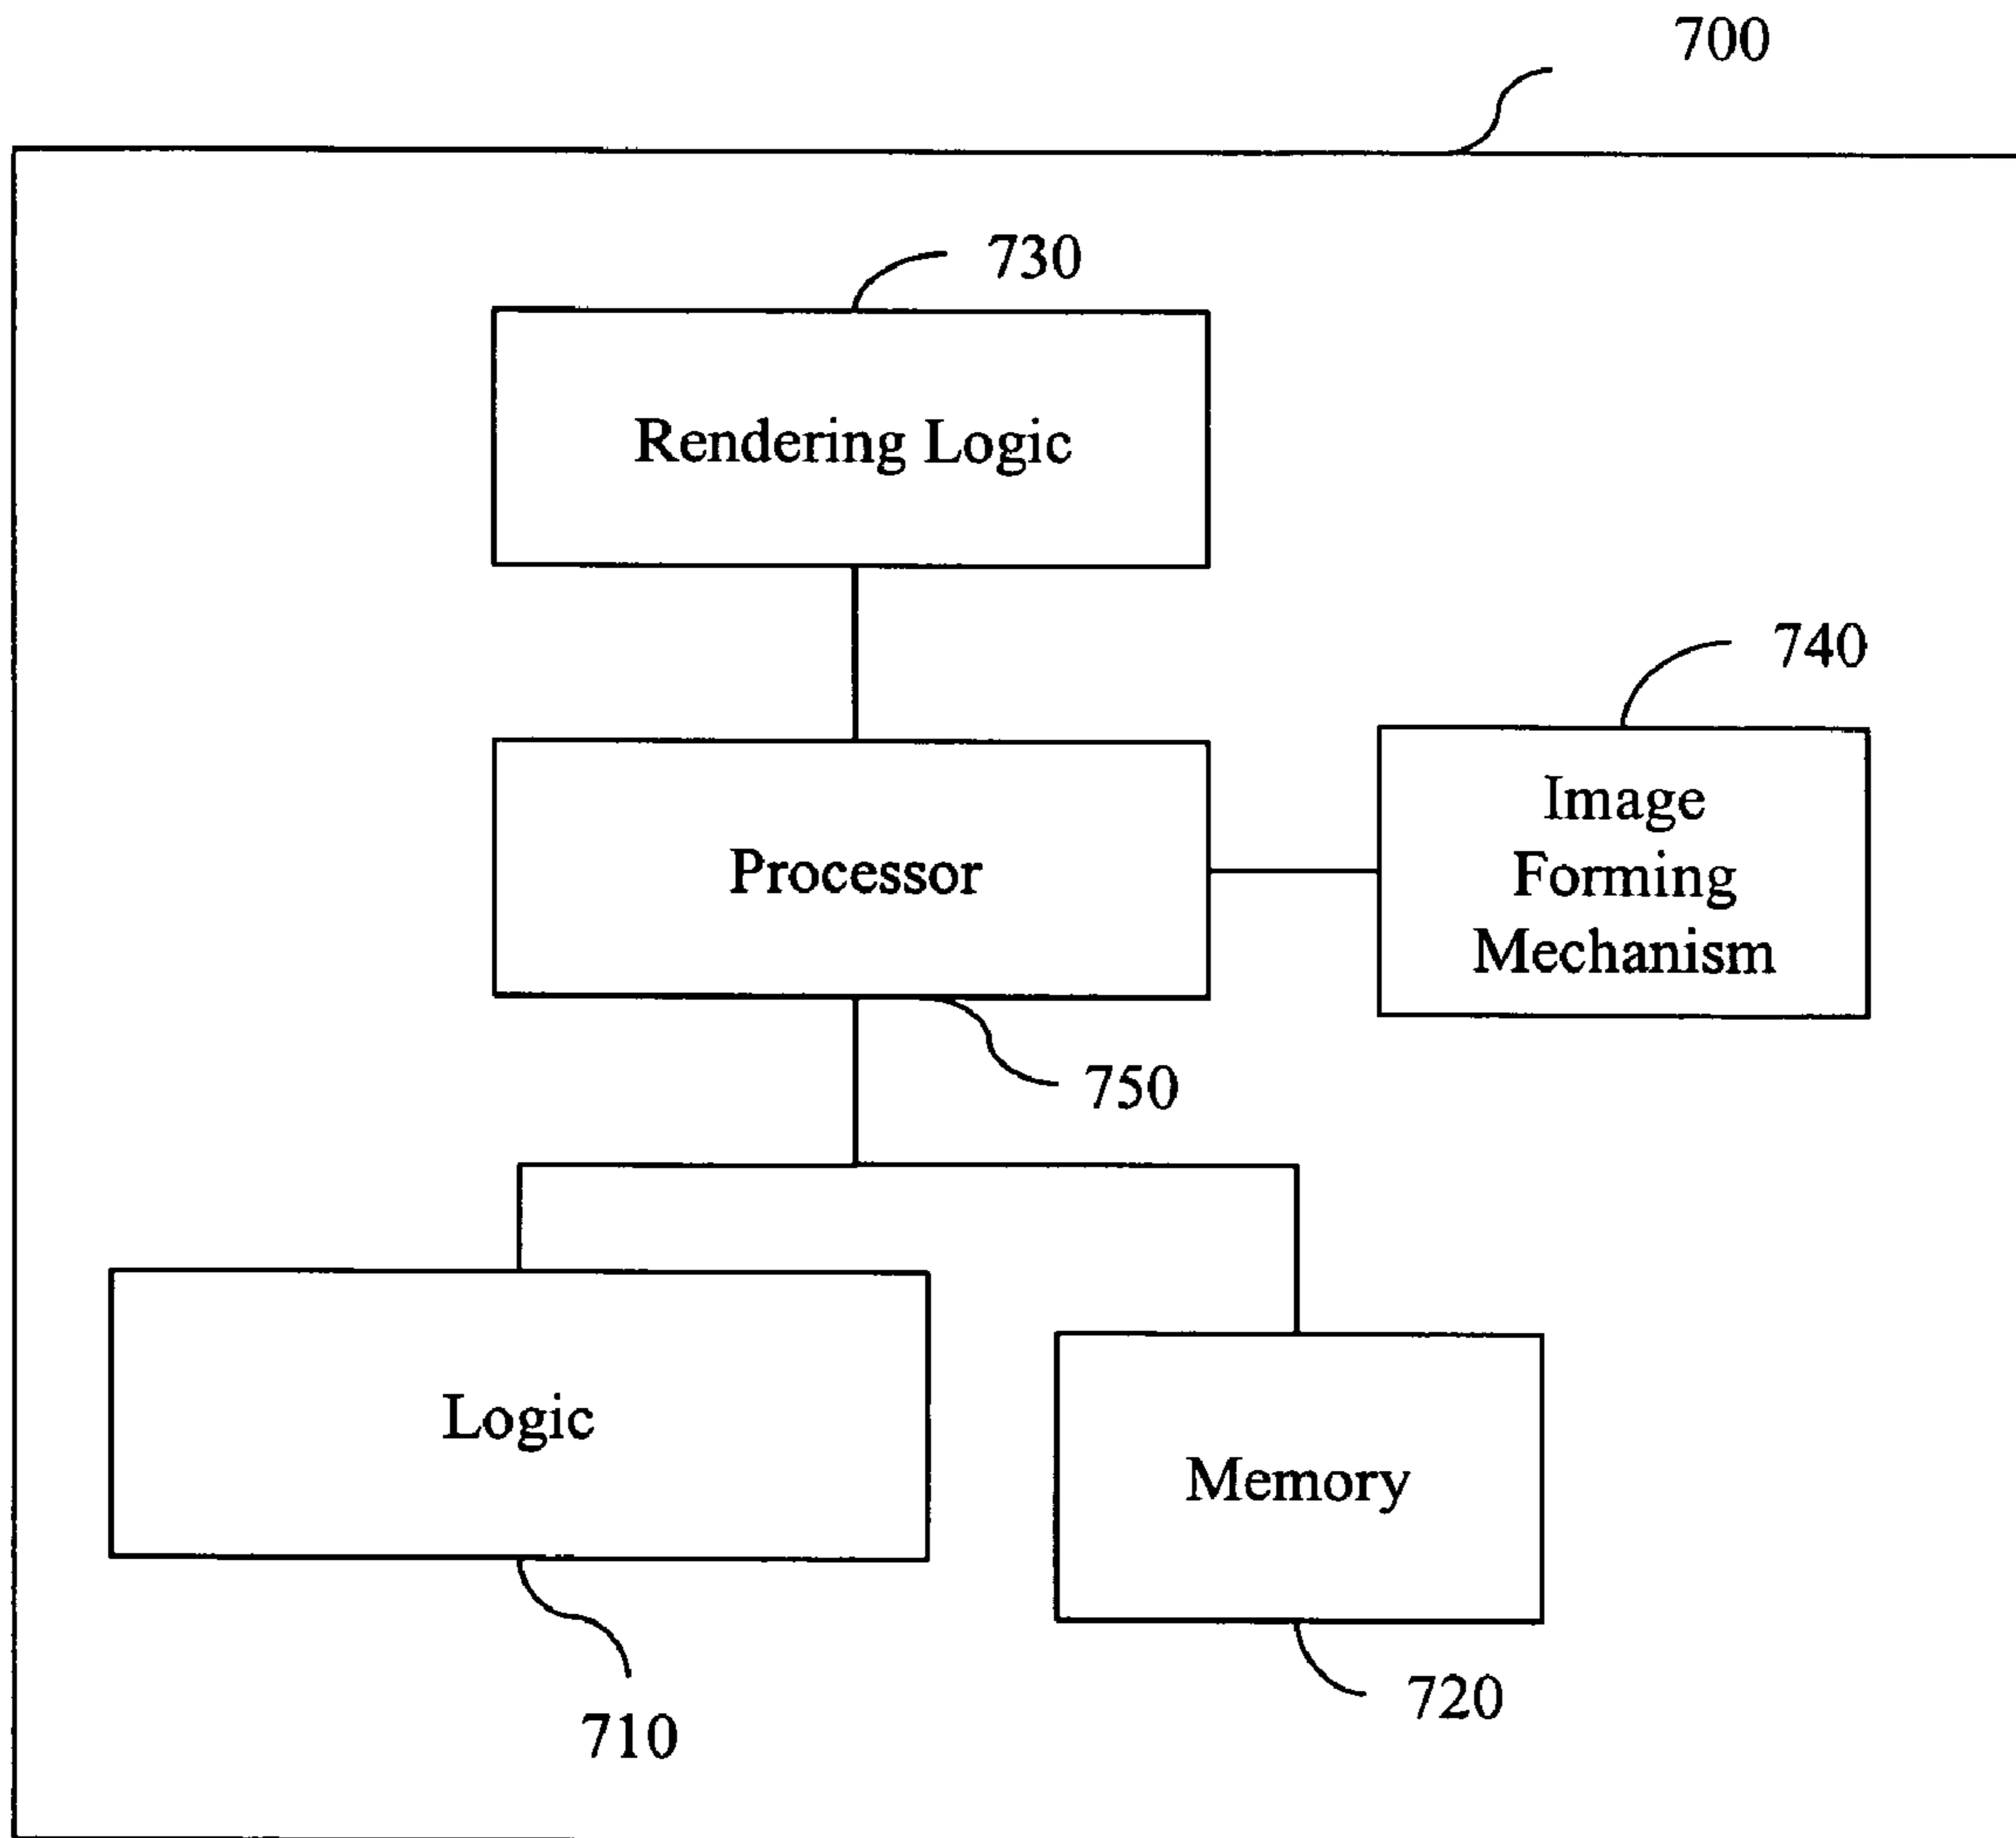 700
730
Rendering Logic
740
Image
Forming
Mechanism
Processor
750
Logic
Memory
720
710